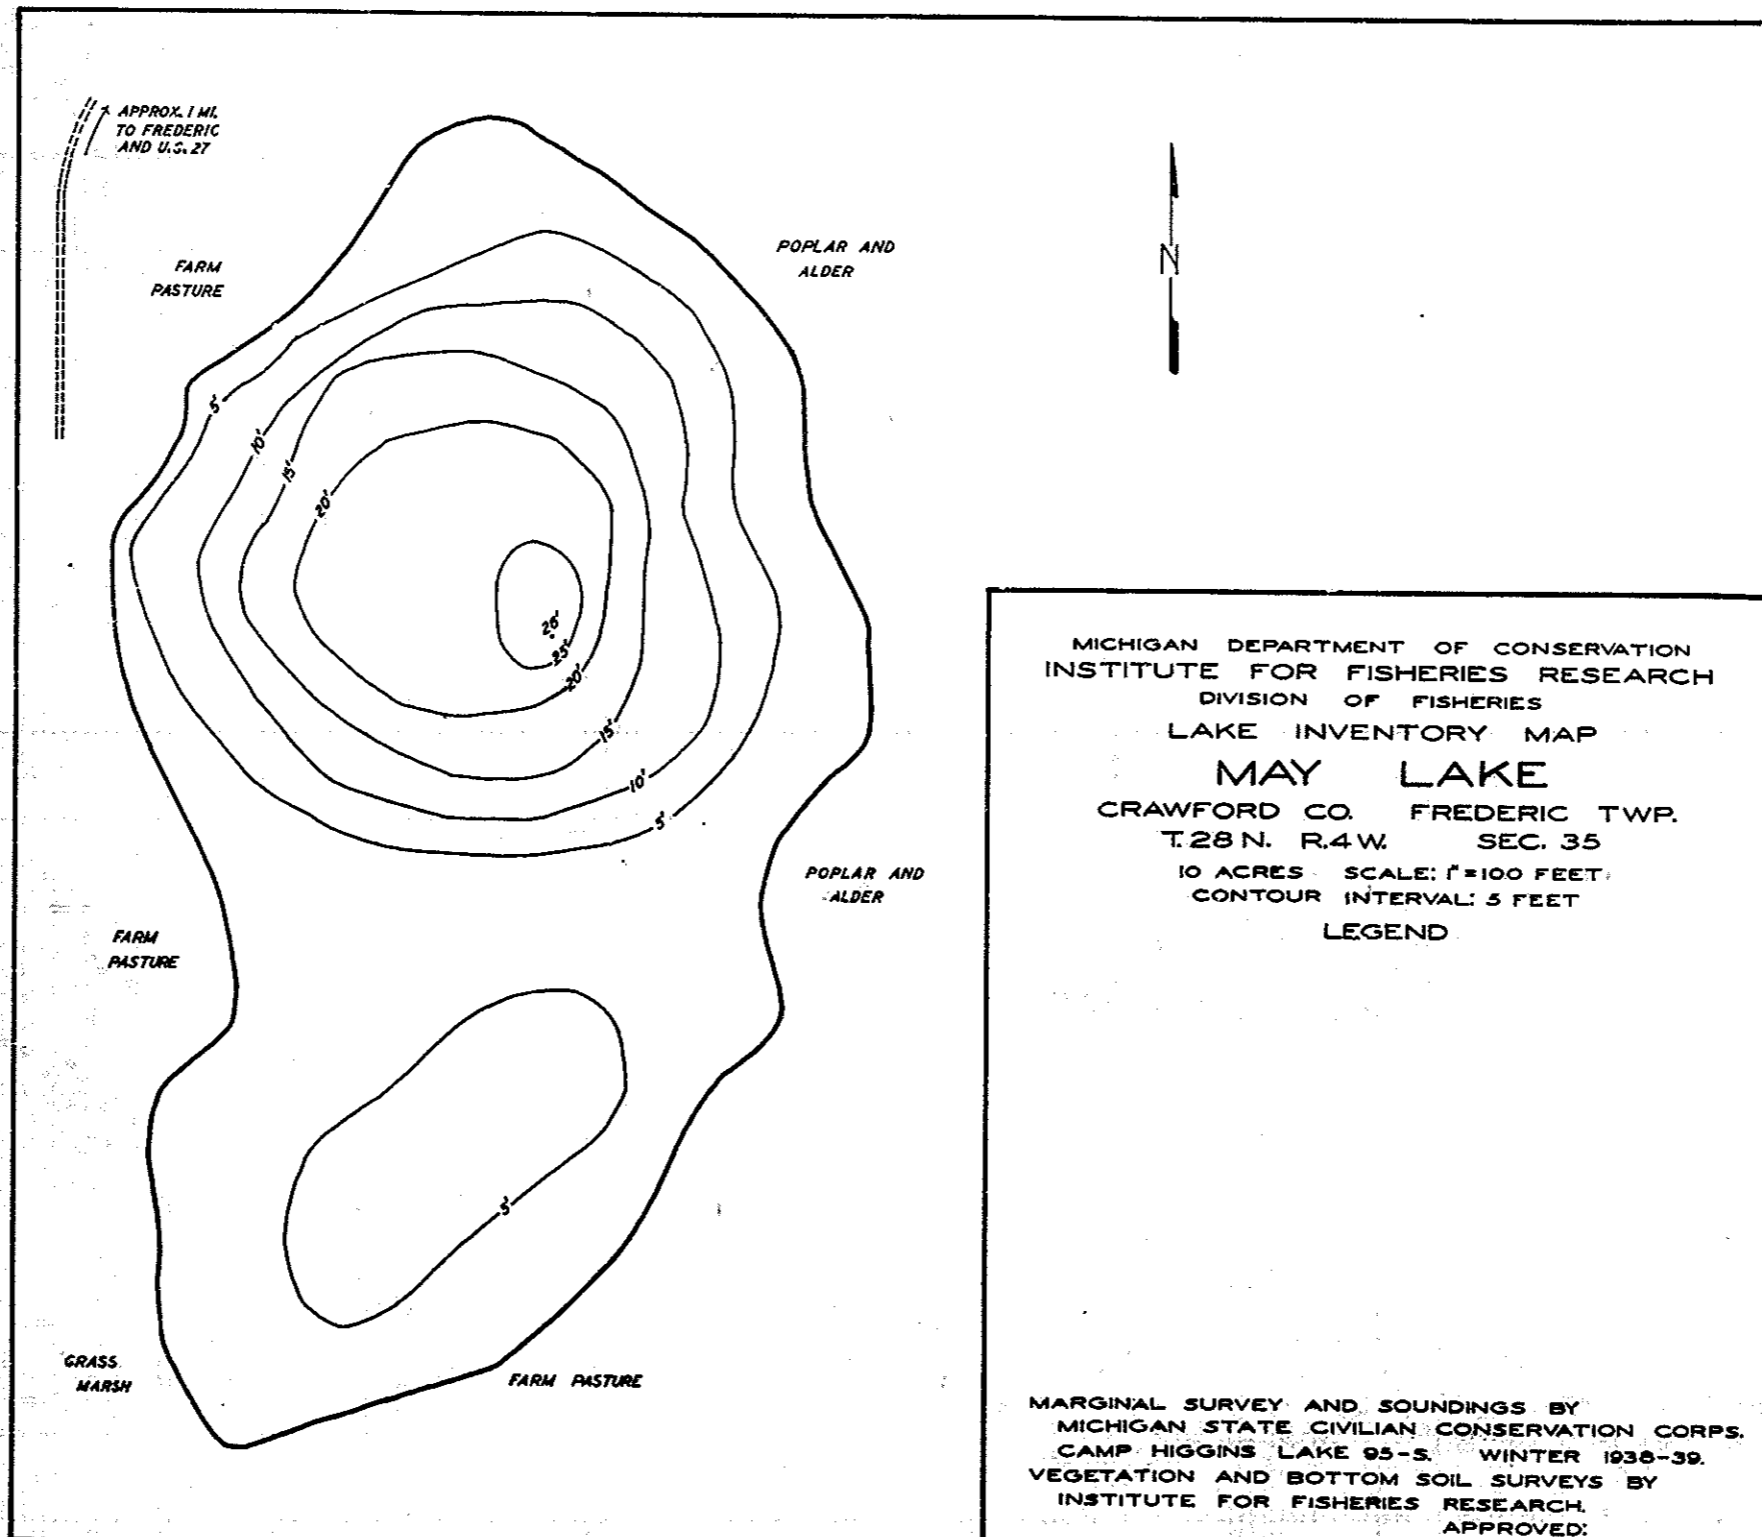 APPROX. 1 MI.
TO FREDERIC
AND U.S. 27
FARM
PASTURE
POPLAR AND
ALDER
N
5'
10'
15'
20'
26'
25'
20'
15'
10'
5'
POPLAR AND
ALDER
FARM
PASTURE
5'
GRASS
MARSH
FARM PASTURE
MICHIGAN DEPARTMENT OF CONSERVATION
INSTITUTE FOR FISHERIES RESEARCH
DIVISION OF FISHERIES
LAKE INVENTORY MAP
MAY LAKE
CRAWFORD CO. FREDERIC TWP.
T.28N. R.4W. SEC. 35
10 ACRES SCALE: 1"=100 FEET
CONTOUR INTERVAL: 5 FEET
LEGEND
MARGINAL SURVEY AND SOUNDINGS BY
MICHIGAN STATE CIVILIAN CONSERVATION CORPS.
CAMP HIGGINS LAKE 95-S. WINTER 1938-39.
VEGETATION AND BOTTOM SOIL SURVEYS BY
INSTITUTE FOR FISHERIES RESEARCH.
APPROVED: